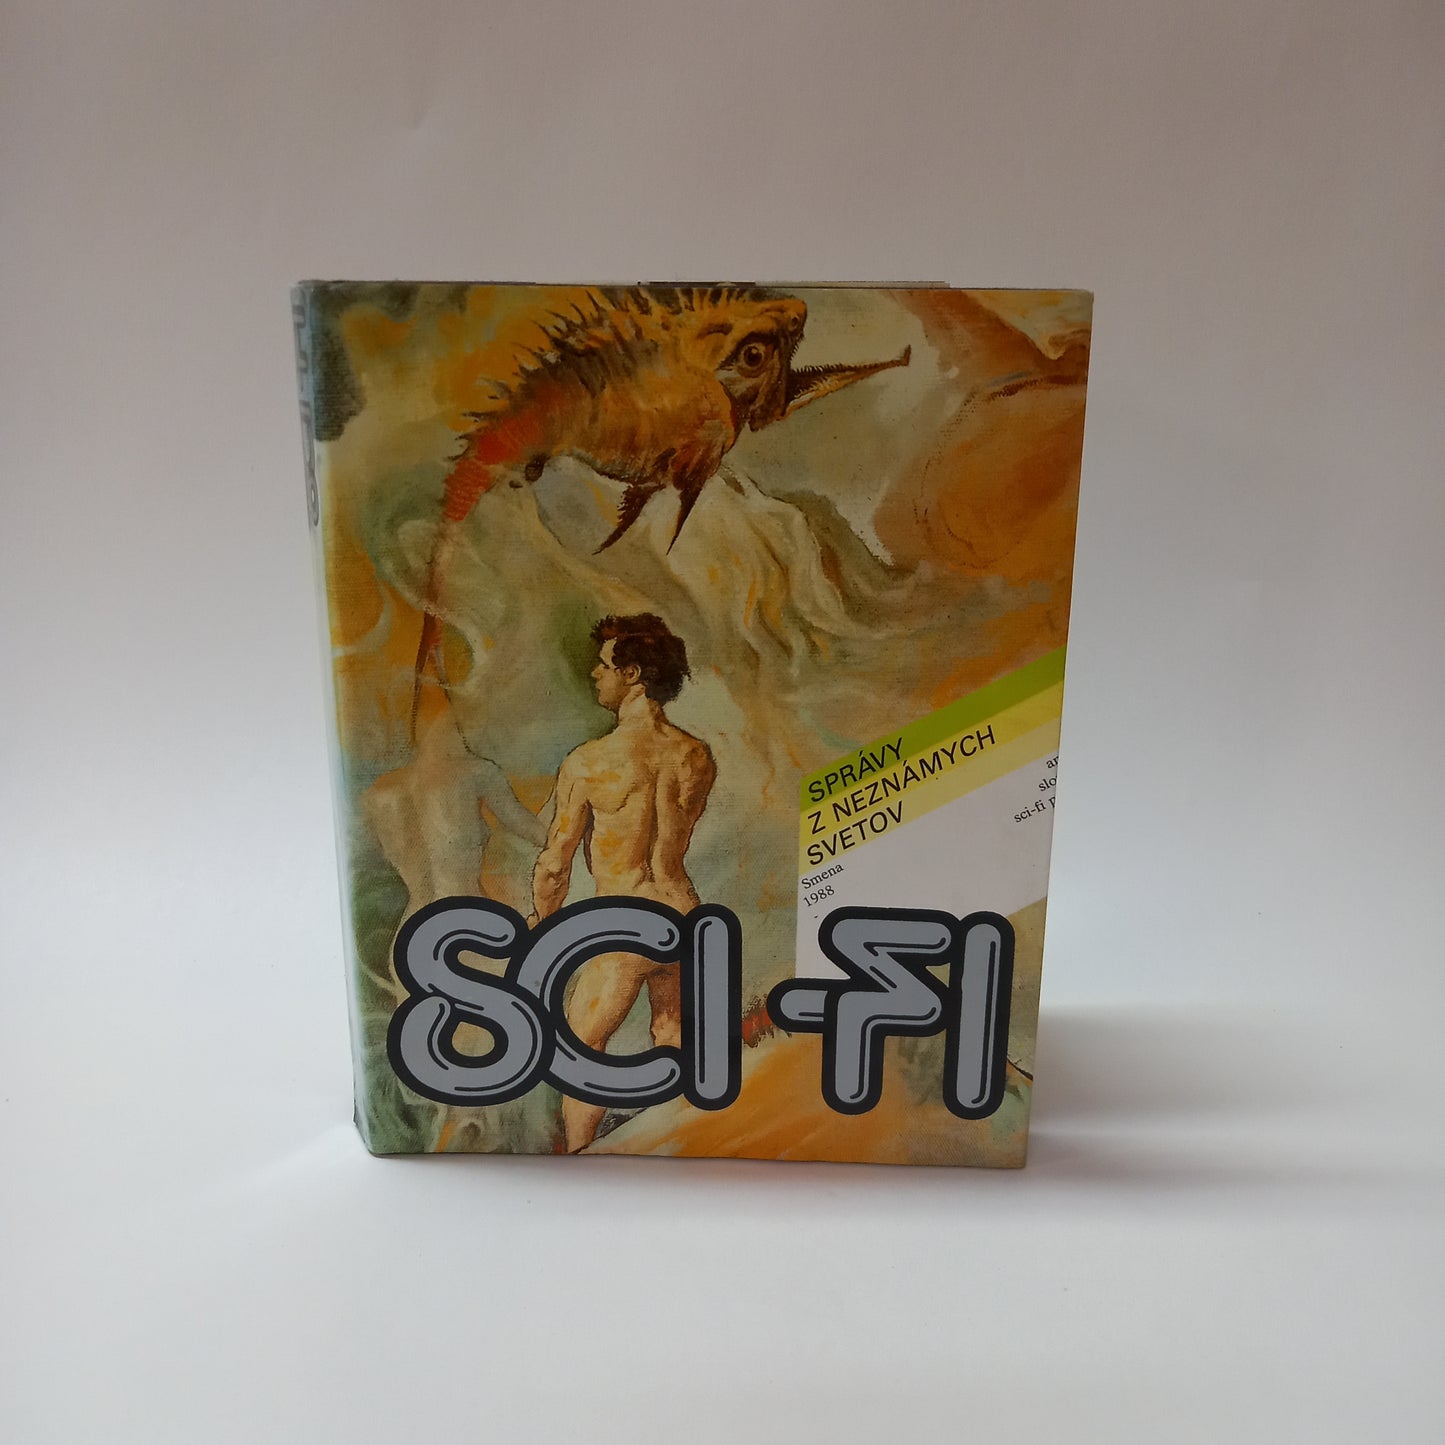 SPRÁVY
Z NEZNÁMYCH
SVETOV
sci-fi
Smena
1988
SCI-FI